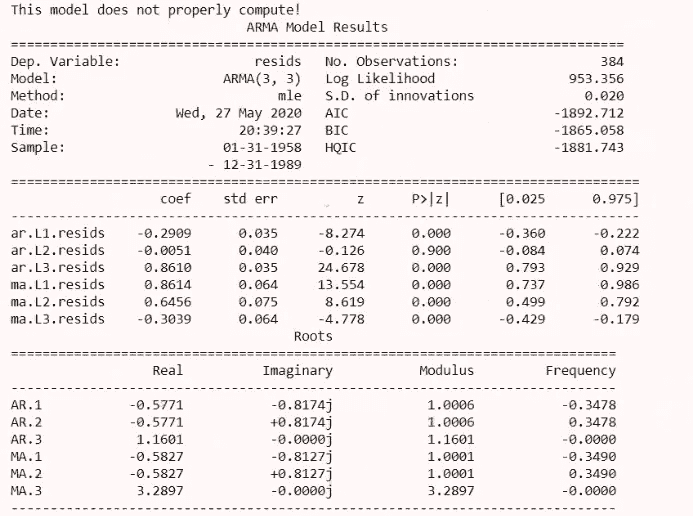 This model does not properly compute!
ARMA Model Results
==============================================================================
Dep. Variable: resids No. Observations: 384
Model: ARMA(3, 3) Log Likelihood 953.356
Method: mle S.D. of innovations 0.020
Date: Wed, 27 May 2020 AIC -1892.712
Time: 20:39:27 BIC -1865.058
Sample: 01-31-1958 HQIC -1881.743
- 12-31-1989
================================================================================
coef std err z P>|z| [0.025 0.975]
--------------------------------------------------------------------------------
ar.L1.resids -0.2909 0.035 -8.274 0.000 -0.360 -0.222
ar.L2.resids -0.0051 0.040 -0.126 0.900 -0.084 0.074
ar.L3.resids 0.8610 0.035 24.678 0.000 0.793 0.929
ma.L1.resids 0.8614 0.064 13.554 0.000 0.737 0.986
ma.L2.resids 0.6456 0.075 8.619 0.000 0.499 0.792
ma.L3.resids -0.3039 0.064 -4.778 0.000 -0.429 -0.179
Roots
=============================================================================
Real Imaginary Modulus Frequency
-----------------------------------------------------------------------------
AR.1 -0.5771 -0.8174j 1.0006 -0.3478
AR.2 -0.5771 +0.8174j 1.0006 0.3478
AR.3 1.1601 -0.0000j 1.1601 -0.0000
MA.1 -0.5827 -0.8127j 1.0001 -0.3490
MA.2 -0.5827 +0.8127j 1.0001 0.3490
MA.3 3.2897 -0.0000j 3.2897 -0.0000
-----------------------------------------------------------------------------